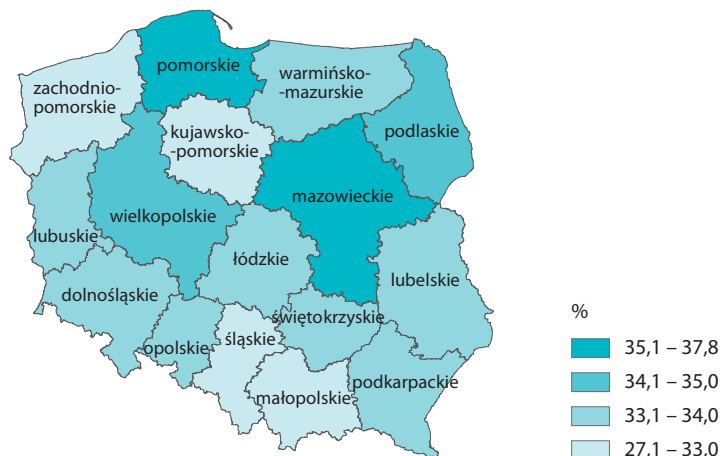 pomorskie
warmińsko-
-mazurskie
zachodnio-
pomorskie
kujawsko-
-pomorskie
podlaskie
mazowieckie
wielkopolskie
lubuskie
łódzkie
lubelskie
dolnośląskie
świętokrzyskie
śląskie
opolskie
podkarpackie
małopolskie
%
35,1 – 37,8
34,1 – 35,0
33,1 – 34,0
27,1 – 33,0